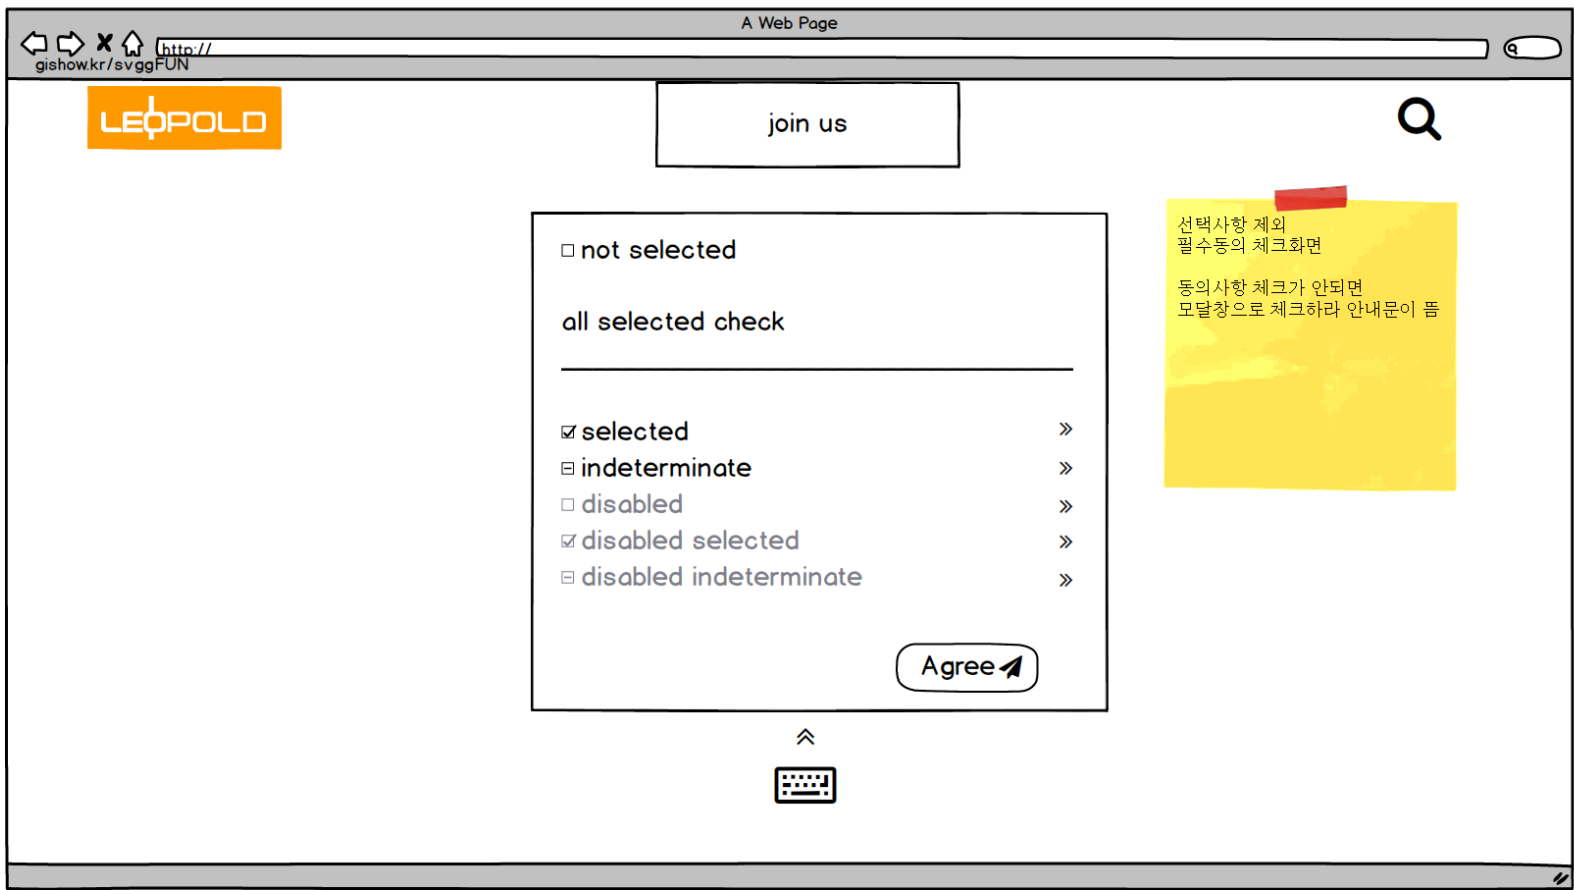 A Web Page
http://
gishow.kr/svggFUN
LEOPOLD
join us
not selected
all selected check
selected
indeterminate
disabled
disabled selected
disabled indeterminate
Agree
선택사항 제외
필수동의 체크화면
동의사항 체크가 안되면
모달창으로 체크하라 안내문이 뜸